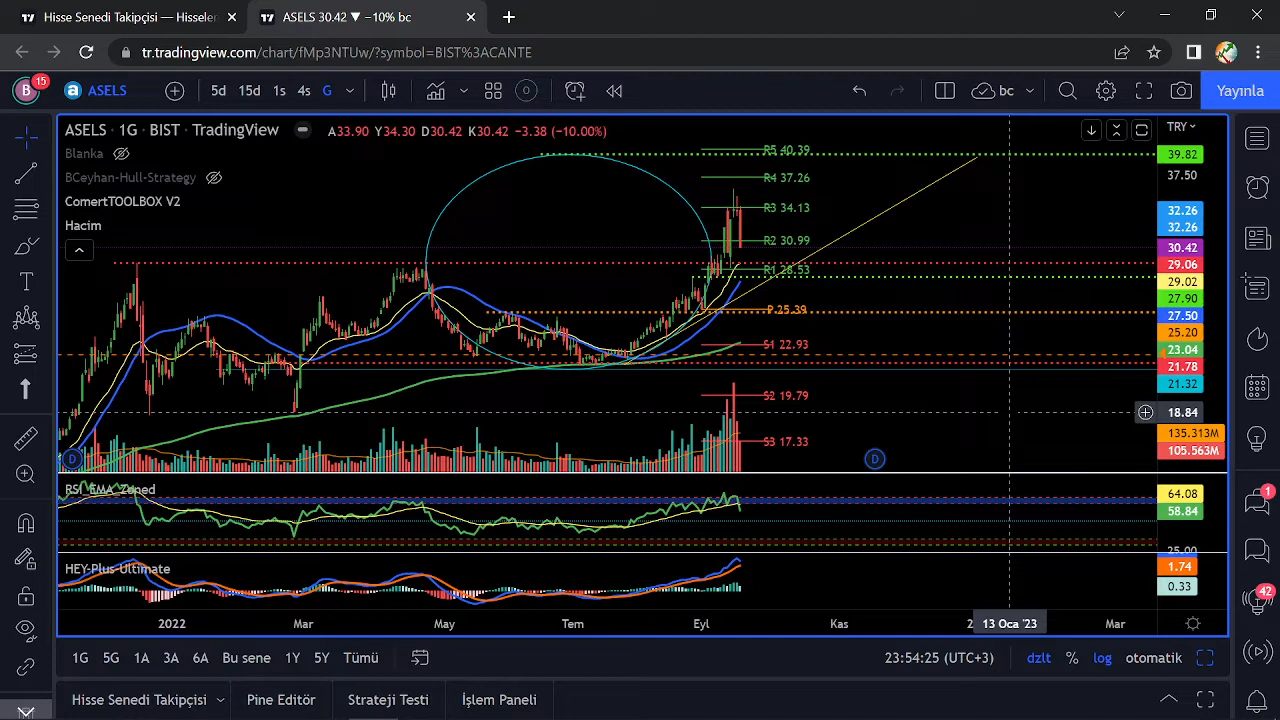 Hisse Senedi Takipçisi — Hisseler
ASELS 30.42 ▼ −10% bc
tr.tradingview.com/chart/fMp3NTUw/?symbol=BIST%3ACANTE
B 15
a ASELS 5d 15d 1s 4s G bc Yayınla
ASELS · 1G · BIST · TradingView A33.90 Y34.30 D30.42 K30.42 −3.38 (−10.00%) TRY
Blanka
BCeyhan-Hull-Strategy
ComertTOOLBOX V2
Hacim
R5 40.39
R4 37.26
R3 34.13
R2 30.99
R1 28.53
P 25.39
S1 22.93
S2 19.79
S3 17.33
39.82
37.50
32.26
32.26
30.42
29.06
29.02
27.90
27.50
25.20
23.04
21.78
21.32
18.84
135.313M
105.563M
D D
RSI_EMA_Zoned
64.08
58.84
25.00
HEY-Plus-Ultimate
1.74
0.33
2022 Mar May Tem Eyl Kas 13 Oca '23 Mar
1G 5G 1A 3A 6A Bu sene 1Y 5Y Tümü 23:54:25 (UTC+3) dzlt % log otomatik
Hisse Senedi Takipçisi Pine Editör Strateji Testi İşlem Paneli
1
42